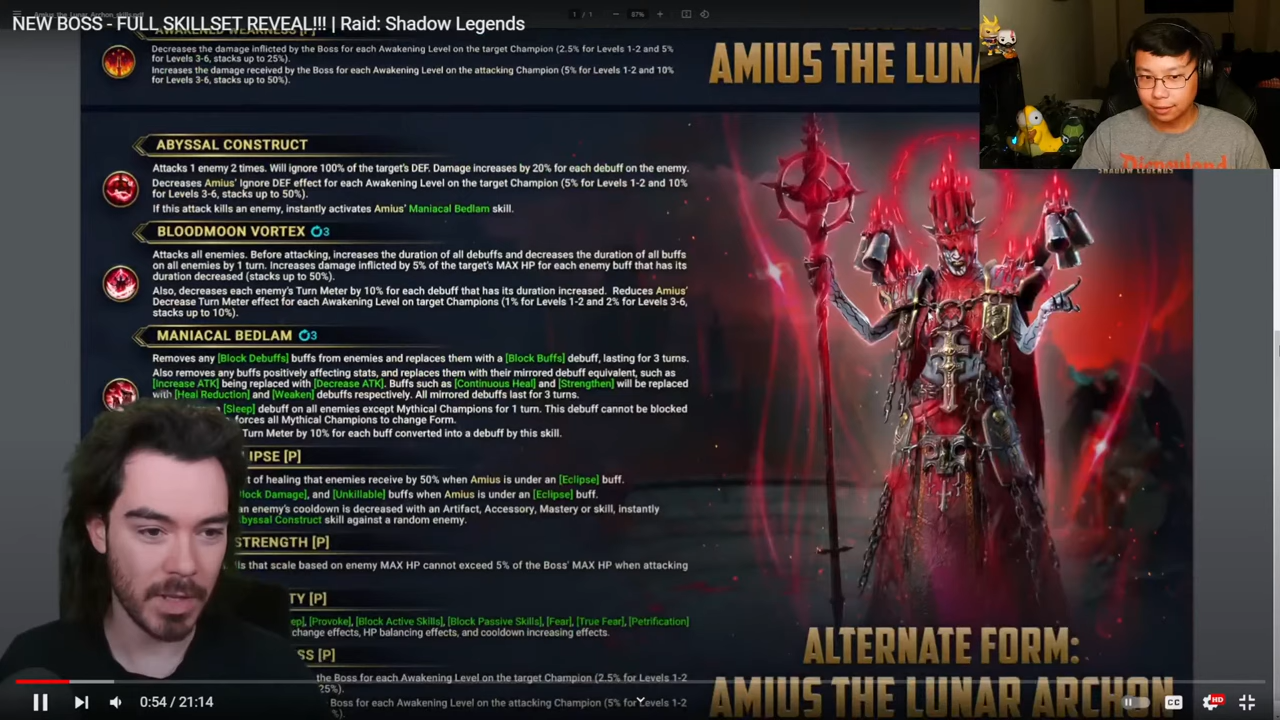 NEW BOSS - FULL SKILLSET REVEAL!!! | Raid: Shadow Legends
1 / 1
87%
AWAKENED WEAKNESS [P]
Decreases the damage inflicted by the Boss for each Awakening Level on the target Champion (2.5% for Levels 1-2 and 5%
for Levels 3-6, stacks up to 25%).
Increases the damage received by the Boss for each Awakening Level on the attacking Champion (5% for Levels 1-2 and 10%
for Levels 3-6, stacks up to 50%).
AMIUS THE LUNA
SHADOW LEGENDS
ABYSSAL CONSTRUCT
Attacks 1 enemy 2 times. Will ignore 100% of the target's DEF. Damage increases by 20% for each debuff on the enemy.
Decreases Amius' Ignore DEF effect for each Awakening Level on the target Champion (5% for Levels 1-2 and 10%
for Levels 3-6, stacks up to 50%).
If this attack kills an enemy, instantly activates Amius' Maniacal Bedlam skill.
BLOODMOON VORTEX 3
Attacks all enemies. Before attacking, increases the duration of all debuffs and decreases the duration of all buffs
on all enemies by 1 turn. Increases damage inflicted by 5% of the target's MAX HP for each enemy buff that has its
duration decreased (stacks up to 50%).
Also, decreases each enemy's Turn Meter by 10% for each debuff that has its duration increased. Reduces Amius'
Decrease Turn Meter effect for each Awakening Level on target Champions (1% for Levels 1-2 and 2% for Levels 3-6,
stacks up to 10%).
MANIACAL BEDLAM 3
Removes any [Block Debuffs] buffs from enemies and replaces them with a [Block Buffs] debuff, lasting for 3 turns.
Also removes any buffs positively affecting stats, and replaces them with their mirrored debuff equivalent, such as
[Increase ATK] being replaced with [Decrease ATK]. Buffs such as [Continuous Heal] and [Strengthen] will be replaced
with [Heal Reduction] and [Weaken] debuffs respectively. All mirrored debuffs last for 3 turns.
[Sleep] debuff on all enemies except Mythical Champions for 1 turn. This debuff cannot be blocked
forces all Mythical Champions to change Form.
Turn Meter by 10% for each buff converted into a debuff by this skill.
LIPSE [P]
t of healing that enemies receive by 50% when Amius is under an [Eclipse] buff.
lock Damage], and [Unkillable] buffs when Amius is under an [Eclipse] buff.
an enemy's cooldown is decreased with an Artifact, Accessory, Mastery or skill, instantly
byssal Construct skill against a random enemy.
STRENGTH [P]
ls that scale based on enemy MAX HP cannot exceed 5% of the Boss' MAX HP when attacking
TY [P]
ep], [Provoke], [Block Active Skills], [Block Passive Skills], [Fear], [True Fear], [Petrification]
change effects, HP balancing effects, and cooldown increasing effects.
SS [P]
the Boss for each Awakening Level on the target Champion (2.5% for Levels 1-2
25%).
Boss for each Awakening Level on the attacking Champion (5% for Levels 1-2
%).
ALTERNATE FORM:
AMIUS THE LUNAR ARCHON
Disneyland
0:54 / 21:14
CC
HD